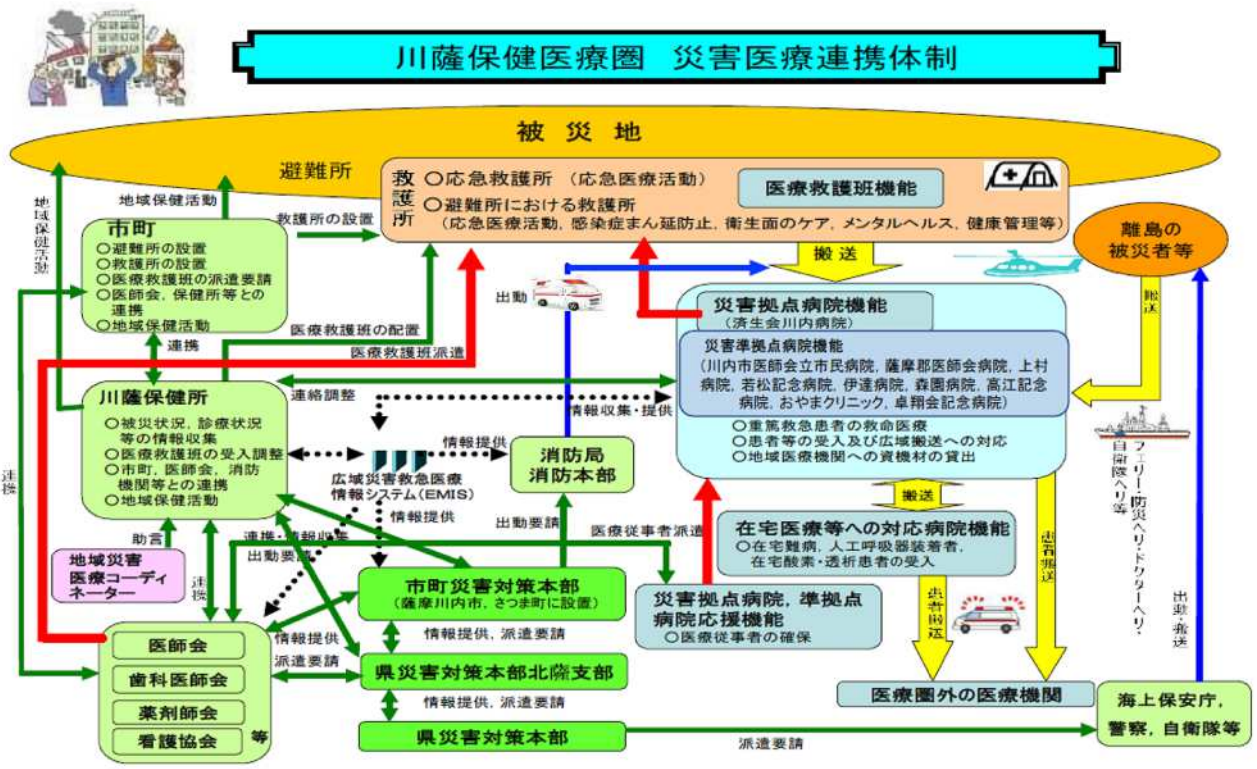 川薩保健医療圏 災害医療連携体制
被災地
避難所
救護所
○応急救護所 (応急医療活動)
○避難所における救護所
(応急医療活動, 感染症まん延防止, 衛生面のケア, メンタルヘルス, 健康管理等)
医療救護班機能
地域保健活動
地域保健活動
救護所の設置
市町
○避難所の設置
○救護所の設置
○医療救護班の派遣要請
○医師会, 保健所等との
連携
○地域保健活動
搬送
離島の
被災者等
出動
災害拠点病院機能
(済生会川内病院)
災害準拠点病院機能
(川内市医師会立市民病院, 薩摩郡医師会病院, 上村
病院, 若松記念病院, 伊達病院, 森園病院, 高江記念
病院, おやまクリニック, 卓翔会記念病院)
○重篤救急患者の救命医療
○患者等の受入及び広域搬送への対応
○地域医療機関への資機材の貸出
搬送
連携
医療救護班の配置
医療救護班派遣
川薩保健所
○被災状況, 診療状況
等の情報収集
○医療救護班の受入調整
○市町, 医師会, 消防
機関等との連携
○地域保健活動
連絡調整
情報収集・提供
情報提供
広域災害救急医療
情報システム(EMIS)
情報提供
消防局
消防本部
フェリー・防災ヘリ・ドクターヘリ・
自衛隊ヘリ等
連携
搬送
助言
連携・情報収集
出動要請
出動要請
医療従事者派遣
在宅医療等への対応病院機能
○在宅難病, 人工呼吸器装着者,
在宅酸素・透析患者の受入
患者搬送
地域災害
医療コーディ
ネーター
連携
市町災害対策本部
(薩摩川内市, さつま町に設置)
災害拠点病院, 準拠点
病院応援機能
○医療従事者の確保
患者搬送
出動・搬送
医師会
歯科医師会
薬剤師会
看護協会
等
情報提供
派遣要請
情報提供, 派遣要請
県災害対策本部北薩支部
情報提供, 派遣要請
県災害対策本部
派遣要請
医療圏外の医療機関
海上保安庁,
警察, 自衛隊等